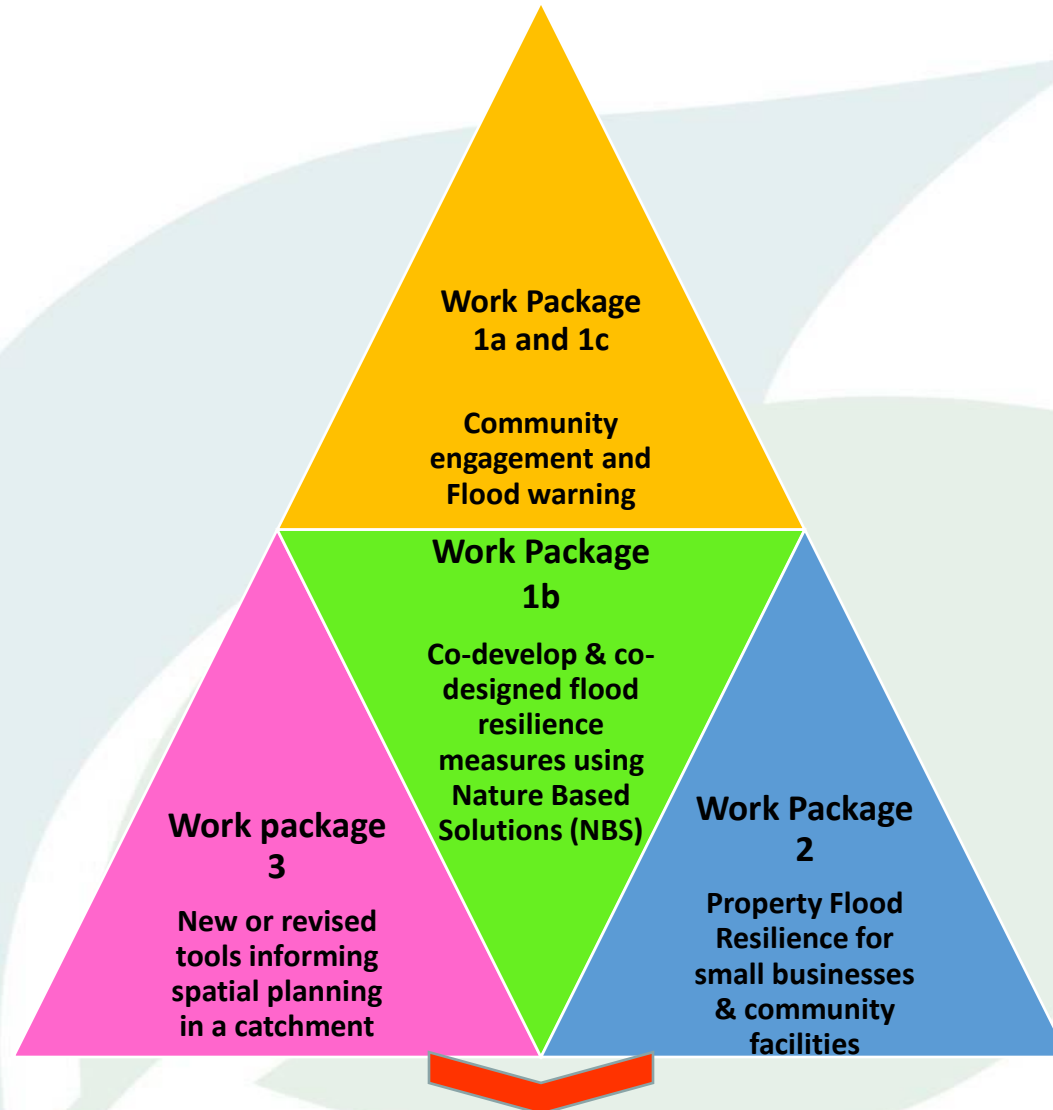 Work Package
1a and 1c
Community
engagement and
Flood warning
Work Package
1b
Co-develop & co-
designed flood
resilience
measures using
Nature Based
Solutions (NBS)
Work package
3
New or revised
tools informing
spatial planning
in a catchment
Work Package
2
Property Flood
Resilience for
small businesses
& community
facilities